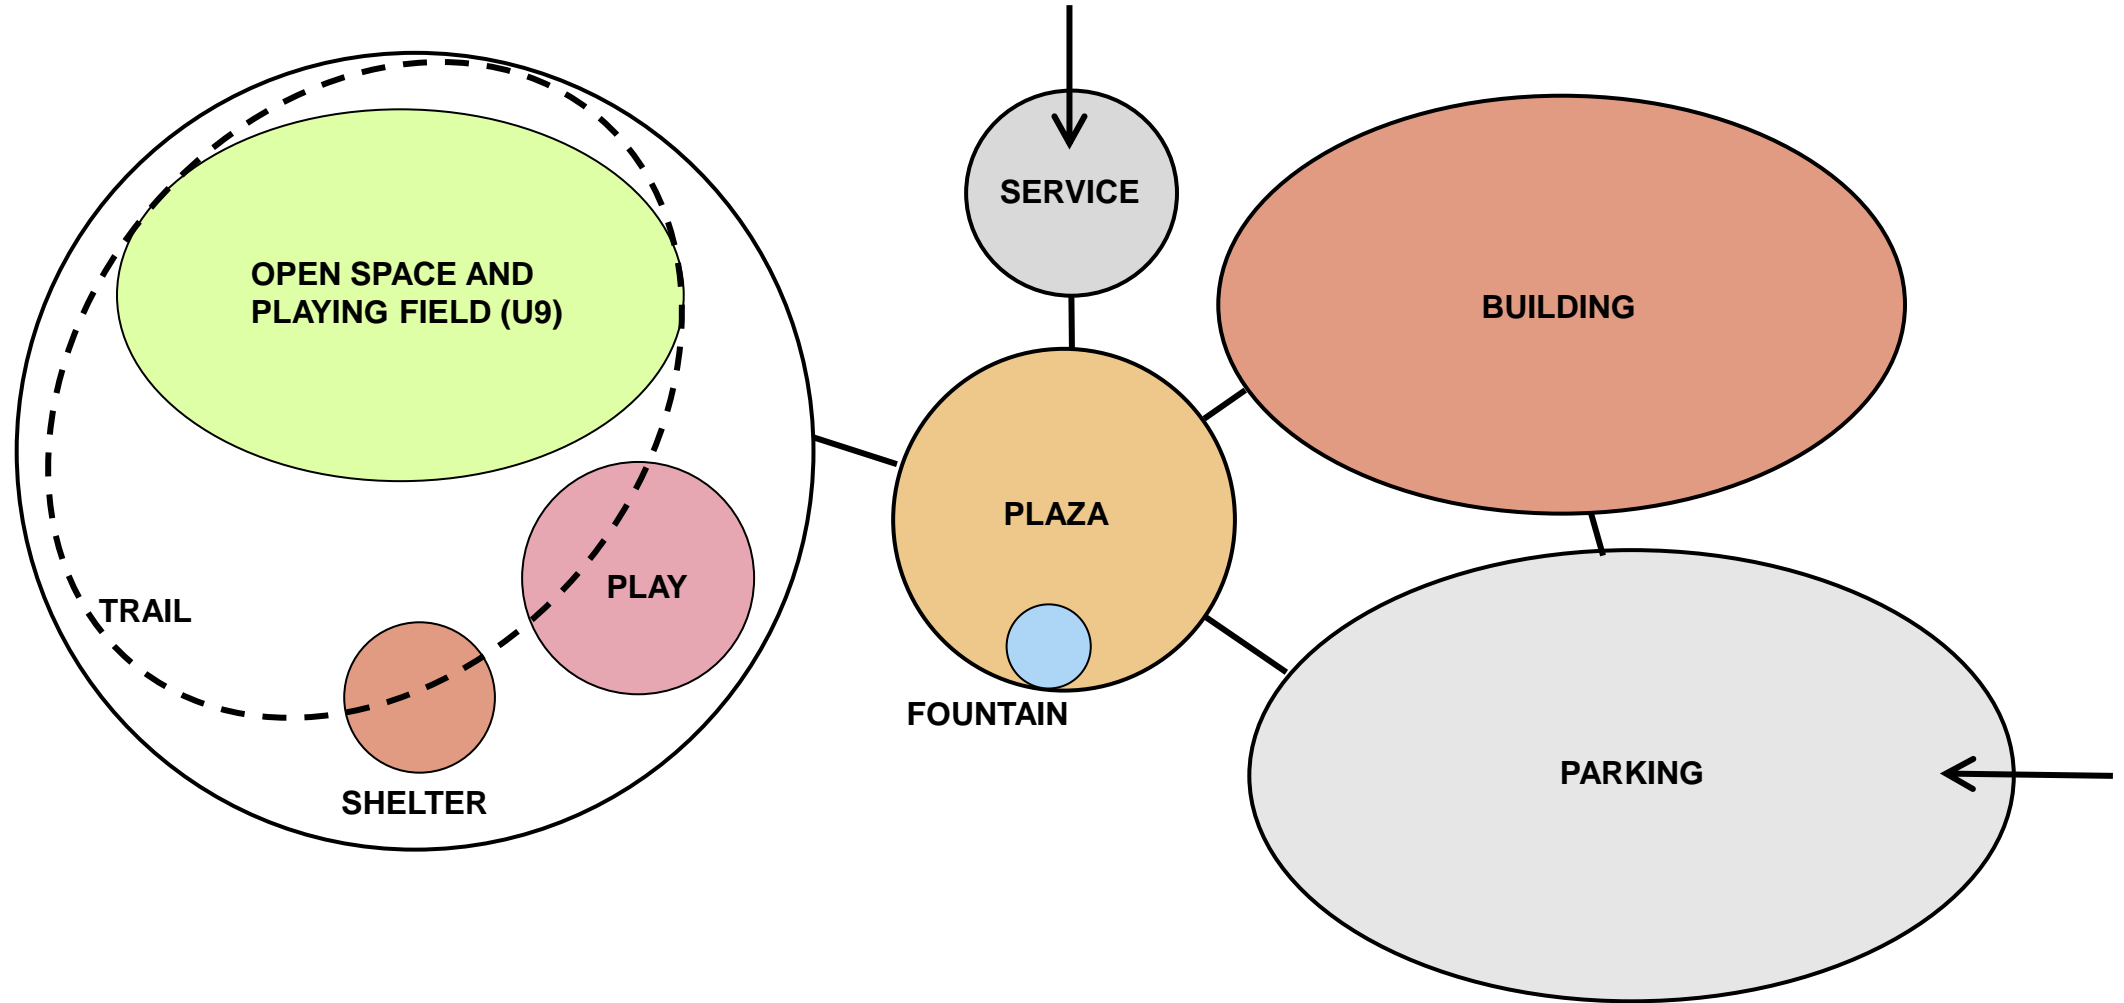 SERVICE
OPEN SPACE AND
PLAYING FIELD (U9)
BUILDING
PLAZA
PLAY
TRAIL
FOUNTAIN
PARKING
SHELTER